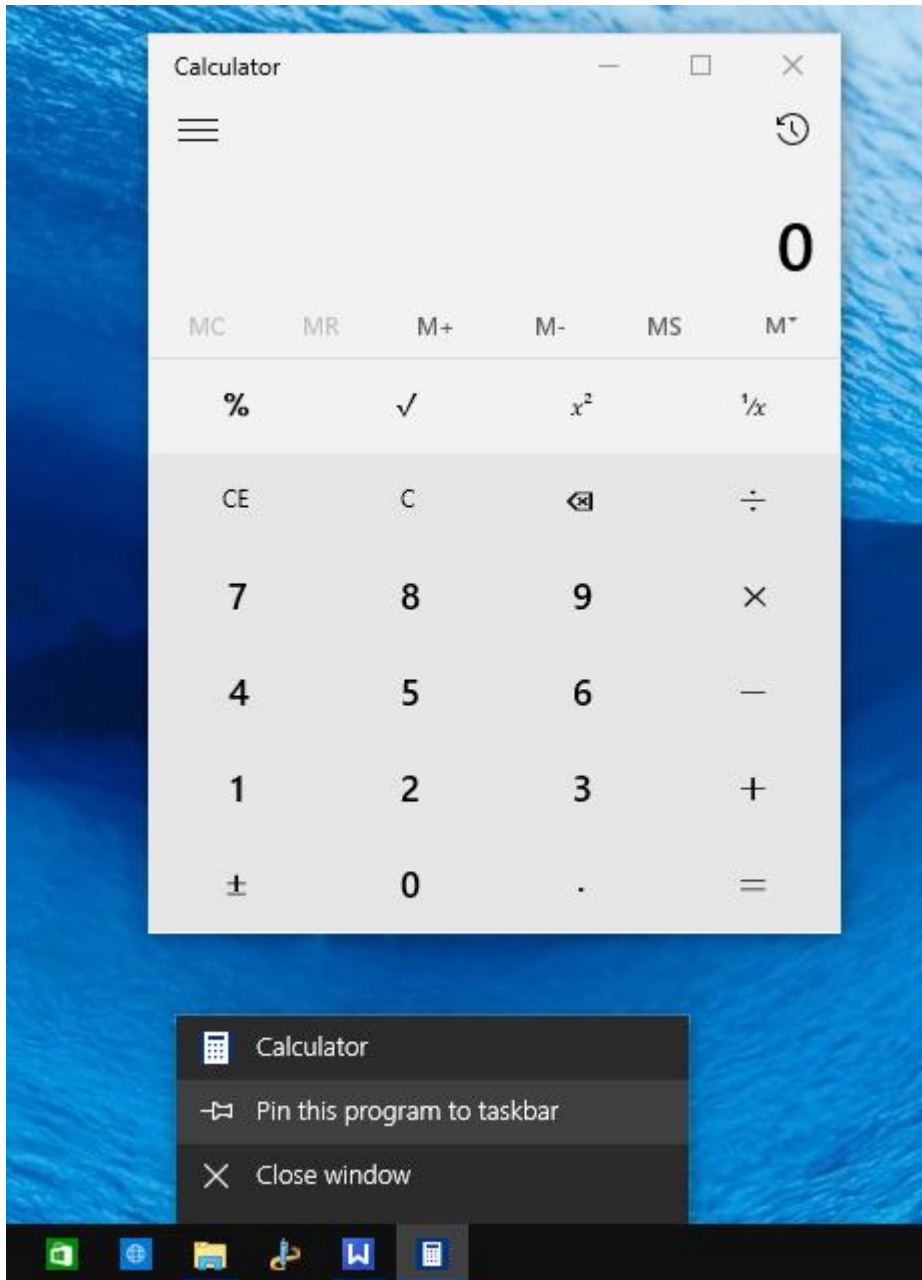 Calculator
0
MC MR M+ M- MS M
% √ x² ¹/x
CE C ÷
7 8 9 ×
4 5 6 −
1 2 3 +
± 0 . =
Calculator
Pin this program to taskbar
Close window
W